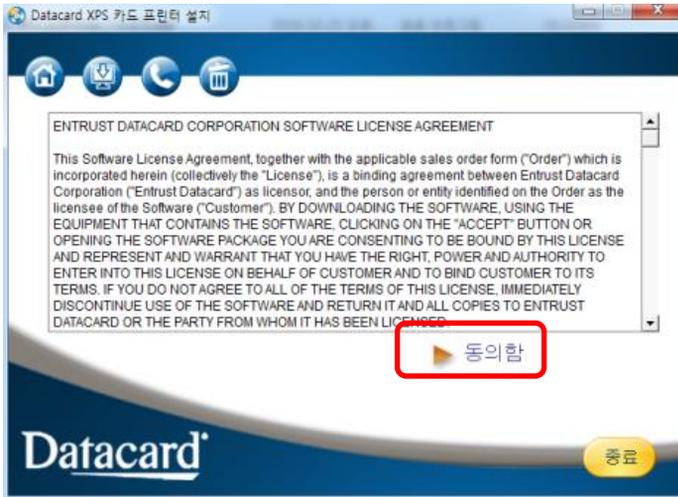 Datacard XPS 카드 프린터 설치
ENTRUST DATACARD CORPORATION SOFTWARE LICENSE AGREEMENT
This Software License Agreement, together with the applicable sales order form ("Order") which is
incorporated herein (collectively the "License"), is a binding agreement between Entrust Datacard
Corporation ("Entrust Datacard") as licensor, and the person or entity identified on the Order as the
licensee of the Software ("Customer"). BY DOWNLOADING THE SOFTWARE, USING THE
EQUIPMENT THAT CONTAINS THE SOFTWARE, CLICKING ON THE "ACCEPT" BUTTON OR
OPENING THE SOFTWARE PACKAGE YOU ARE CONSENTING TO BE BOUND BY THIS LICENSE
AND REPRESENT AND WARRANT THAT YOU HAVE THE RIGHT, POWER AND AUTHORITY TO
ENTER INTO THIS LICENSE ON BEHALF OF CUSTOMER AND TO BIND CUSTOMER TO ITS
TERMS. IF YOU DO NOT AGREE TO ALL OF THE TERMS OF THIS LICENSE, IMMEDIATELY
DISCONTINUE USE OF THE SOFTWARE AND RETURN IT AND ALL COPIES TO ENTRUST
DATACARD OR THE PARTY FROM WHOM IT HAS BEEN LICENSED.
동의함
Datacard
종료